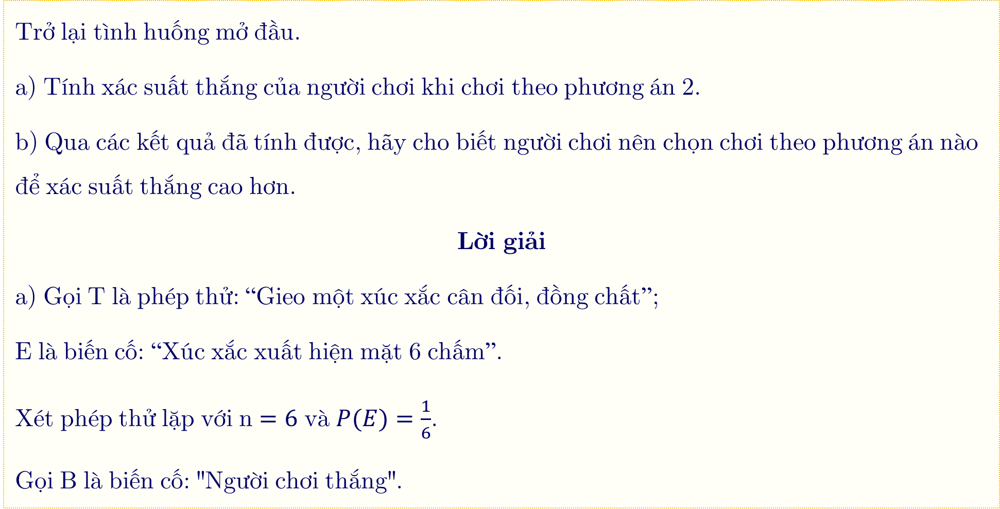 Trở lại tình huống mở đầu.
a) Tính xác suất thắng của người chơi khi chơi theo phương án 2.
b) Qua các kết quả đã tính được, hãy cho biết người chơi nên chọn chơi theo phương án nào
để xác suất thắng cao hơn.
Lời giải
a) Gọi T là phép thử: “Gieo một xúc xắc cân đối, đồng chất”;
E là biến cố: “Xúc xắc xuất hiện mặt 6 chấm”.
Xét phép thử lặp với n = 6 và P(E) = 1/6.
Gọi B là biến cố: "Người chơi thắng".